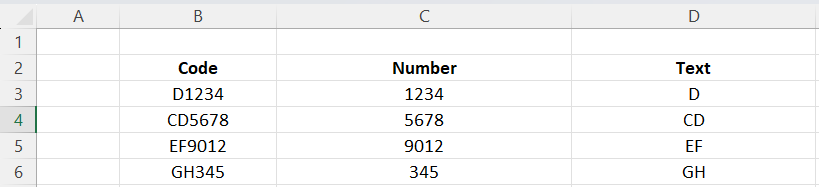 A B C D
1
2 Code Number Text
3 D1234 1234 D
4 CD5678 5678 CD
5 EF9012 9012 EF
6 GH345 345 GH